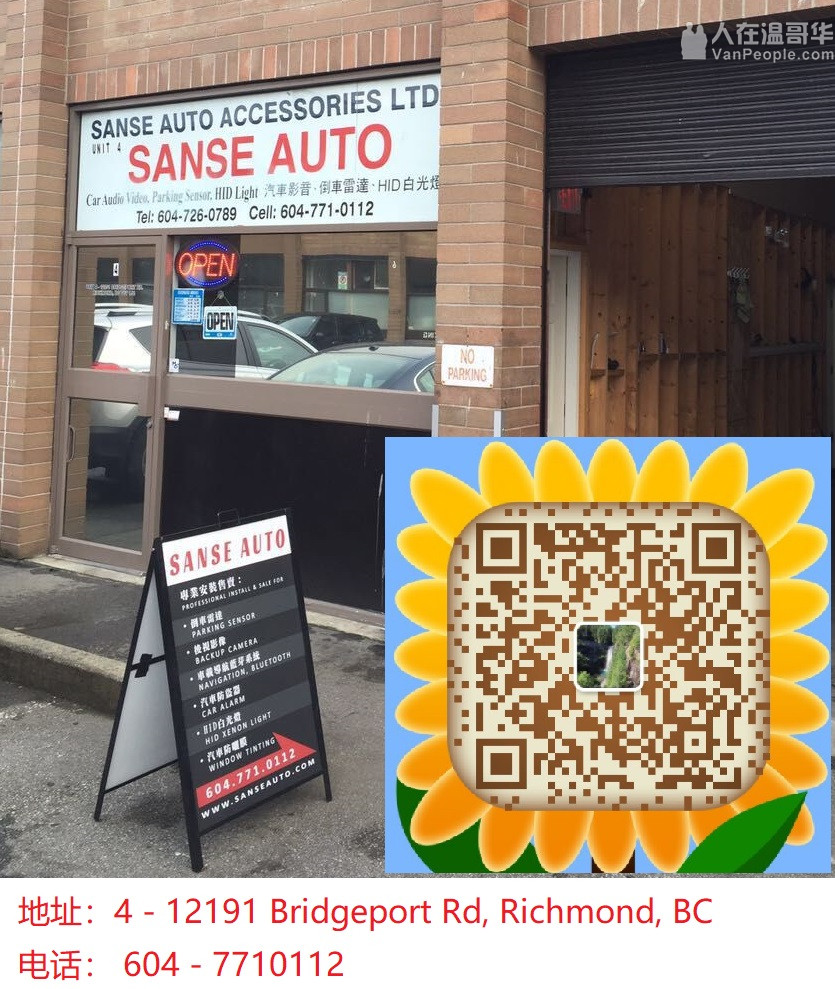 人在温哥华
VanPeople.com
SANSE AUTO ACCESSORIES LTD
UNIT 4
SANSE AUTO
Car Audio Video, Parking Sensor, HID Light 汽車影音、倒車雷達、HID白光燈
Tel: 604-726-0789 Cell: 604-771-0112
4
OPEN
OPEN
NO
PARKING
SANSE AUTO
專業安裝售賣：
PROFESSIONAL INSTALL & SALE FOR
• 倒車雷達
PARKING SENSOR
• 後視影像
BACKUP CAMERA
• 車載導航藍芽系統
NAVIGATION, BLUETOOTH
• 汽車防盜器
CAR ALARM
• HID白光燈
HID XENON LIGHT
• 汽車防曬膜
WINDOW TINTING
604.771.0112
WWW.SANSEAUTO.COM
地址：4 - 12191 Bridgeport Rd, Richmond, BC
电话： 604 - 7710112